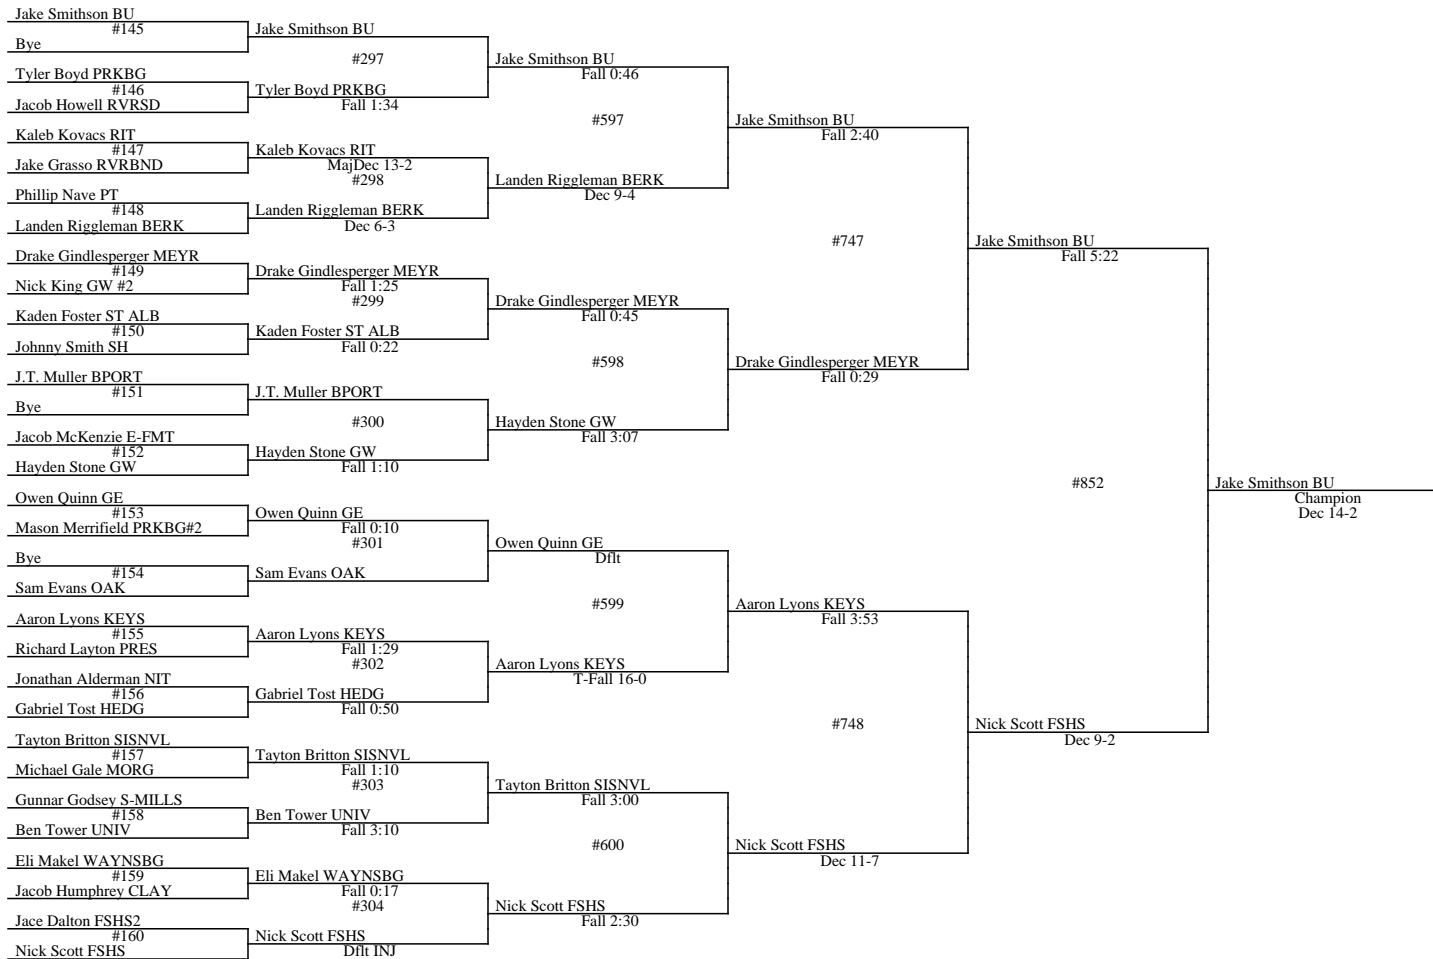 Jake Smithson BU
#145
Bye
Tyler Boyd PRKBG
#146
Jacob Howell RVRSD
Kaleb Kovacs RIT
#147
Jake Grasso RVRBND
Phillip Nave PT
#148
Landen Riggleman BERK
Drake Gindlesperger MEYR
#149
Nick King GW #2
Kaden Foster ST ALB
#150
Johnny Smith SH
J.T. Muller BPORT
#151
Bye
Jacob McKenzie E-FMT
#152
Hayden Stone GW
Owen Quinn GE
#153
Mason Merrifield PRKBG#2
Bye
#154
Sam Evans OAK
Aaron Lyons KEYS
#155
Richard Layton PRES
Jonathan Alderman NIT
#156
Gabriel Tost HEDG
Tayton Britton SISNVL
#157
Michael Gale MORG
Gunnar Godsey S-MILLS
#158
Ben Tower UNIV
Eli Makel WAYNSBG
#159
Jacob Humphrey CLAY
Jace Dalton FSHS2
#160
Nick Scott FSHS
Jake Smithson BU
#297
Tyler Boyd PRKBG
Fall 1:34
Kaleb Kovacs RIT
MajDec 13-2
#298
Landen Riggleman BERK
Dec 6-3
Drake Gindlesperger MEYR
Fall 1:25
#299
Kaden Foster ST ALB
Fall 0:22
J.T. Muller BPORT
#300
Hayden Stone GW
Fall 1:10
Owen Quinn GE
Fall 0:10
#301
Sam Evans OAK
Aaron Lyons KEYS
Fall 1:29
#302
Gabriel Tost HEDG
Fall 0:50
Tayton Britton SISNVL
Fall 1:10
#303
Ben Tower UNIV
Fall 3:10
Eli Makel WAYNSBG
Fall 0:17
#304
Nick Scott FSHS
Dflt INJ
Jake Smithson BU
Fall 0:46
#597
Landen Riggleman BERK
Dec 9-4
Drake Gindlesperger MEYR
Fall 0:45
#598
Hayden Stone GW
Fall 3:07
Owen Quinn GE
Dflt
#599
Aaron Lyons KEYS
T-Fall 16-0
Tayton Britton SISNVL
Fall 3:00
#600
Nick Scott FSHS
Fall 2:30
Jake Smithson BU
Fall 2:40
#747
Drake Gindlesperger MEYR
Fall 0:29
Aaron Lyons KEYS
Fall 3:53
#748
Nick Scott FSHS
Dec 11-7
Jake Smithson BU
Fall 5:22
#852
Nick Scott FSHS
Dec 9-2
Jake Smithson BU
Champion
Dec 14-2